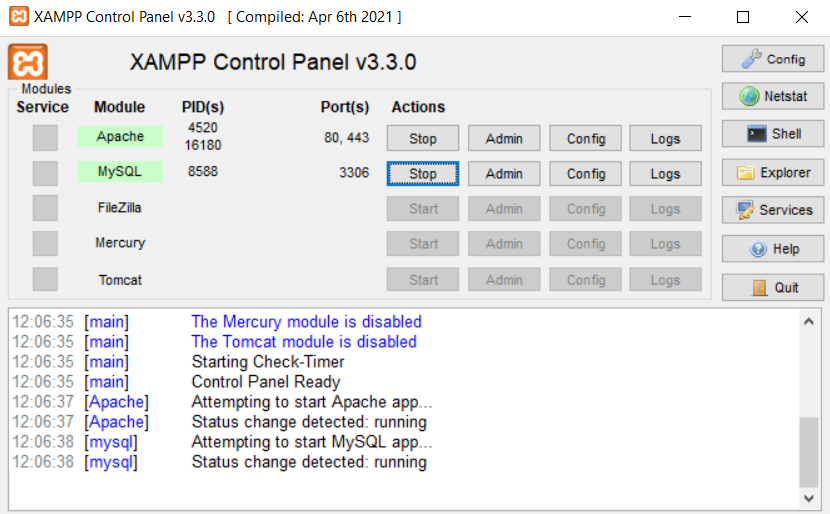 XAMPP Control Panel v3.3.0 [ Compiled: Apr 6th 2021 ]
XAMPP Control Panel v3.3.0
Config
Modules
Service Module PID(s) Port(s) Actions
Netstat
Apache 4520 16180 80, 443 Stop Admin Config Logs
Shell
MySQL 8588 3306 Stop Admin Config Logs
Explorer
FileZilla Start Admin Config Logs
Services
Mercury Start Admin Config Logs
Help
Tomcat Start Admin Config Logs
Quit
12:06:35 [main] The Mercury module is disabled
12:06:35 [main] The Tomcat module is disabled
12:06:35 [main] Starting Check-Timer
12:06:35 [main] Control Panel Ready
12:06:37 [Apache] Attempting to start Apache app...
12:06:37 [Apache] Status change detected: running
12:06:38 [mysql] Attempting to start MySQL app...
12:06:38 [mysql] Status change detected: running